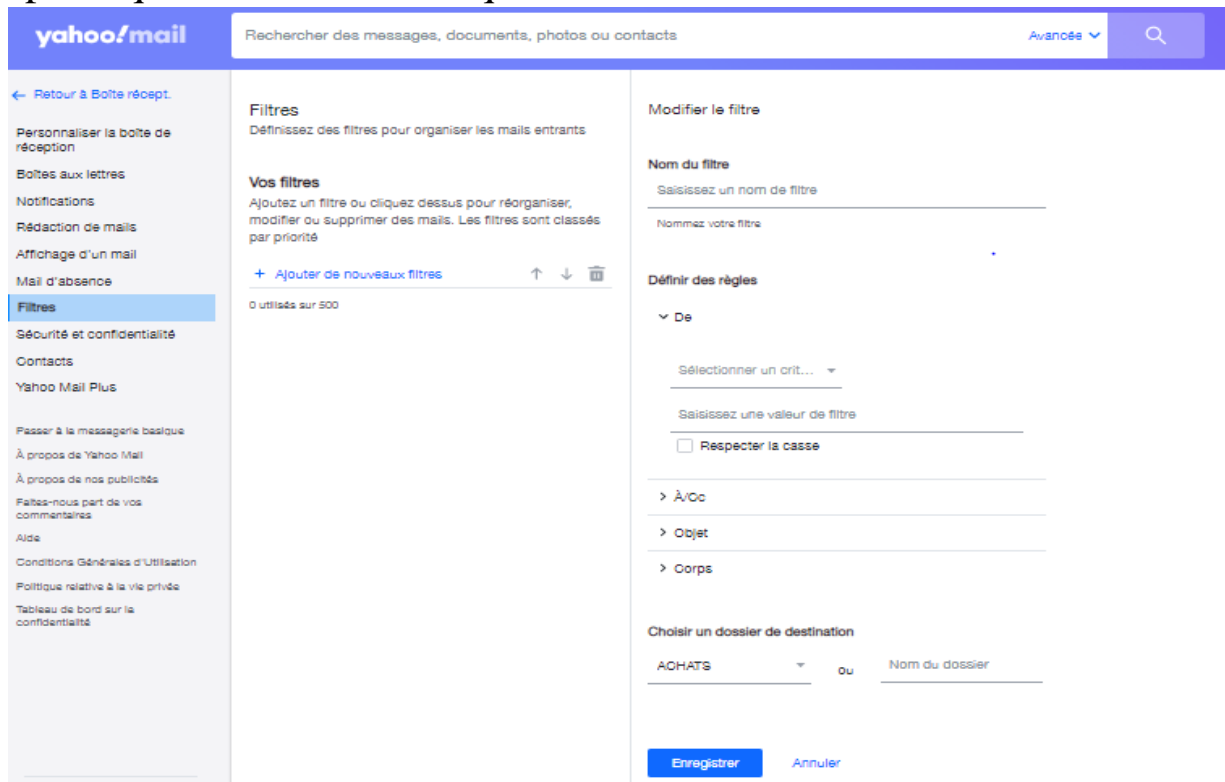 yahoo!mail
Rechercher des messages, documents, photos ou contacts
Avancée
Retour à Boîte récept.
Personnaliser la boîte de
réception
Boîtes aux lettres
Notifications
Rédaction de mails
Affichage d'un mail
Mail d'absence
Filtres
Sécurité et confidentialité
Contacts
Yahoo Mail Plus
Passer à la messagerie basique
À propos de Yahoo Mail
À propos de nos publicités
Faites-nous part de vos
commentaires
Aide
Conditions Générales d'Utilisation
Politique relative à la vie privée
Tableau de bord sur la
confidentialité
Filtres
Définissez des filtres pour organiser les mails entrants
Vos filtres
Ajoutez un filtre ou cliquez dessus pour réorganiser,
modifier ou supprimer des mails. Les filtres sont classés
par priorité
+ Ajouter de nouveaux filtres
0 utilisés sur 500
Modifier le filtre
Nom du filtre
Saisissez un nom de filtre
Nommez votre filtre
Définir des règles
De
Sélectionner un crit...
Saisissez une valeur de filtre
Respecter la casse
À/Cc
Objet
Corps
Choisir un dossier de destination
ACHATS ou Nom du dossier
Enregistrer Annuler